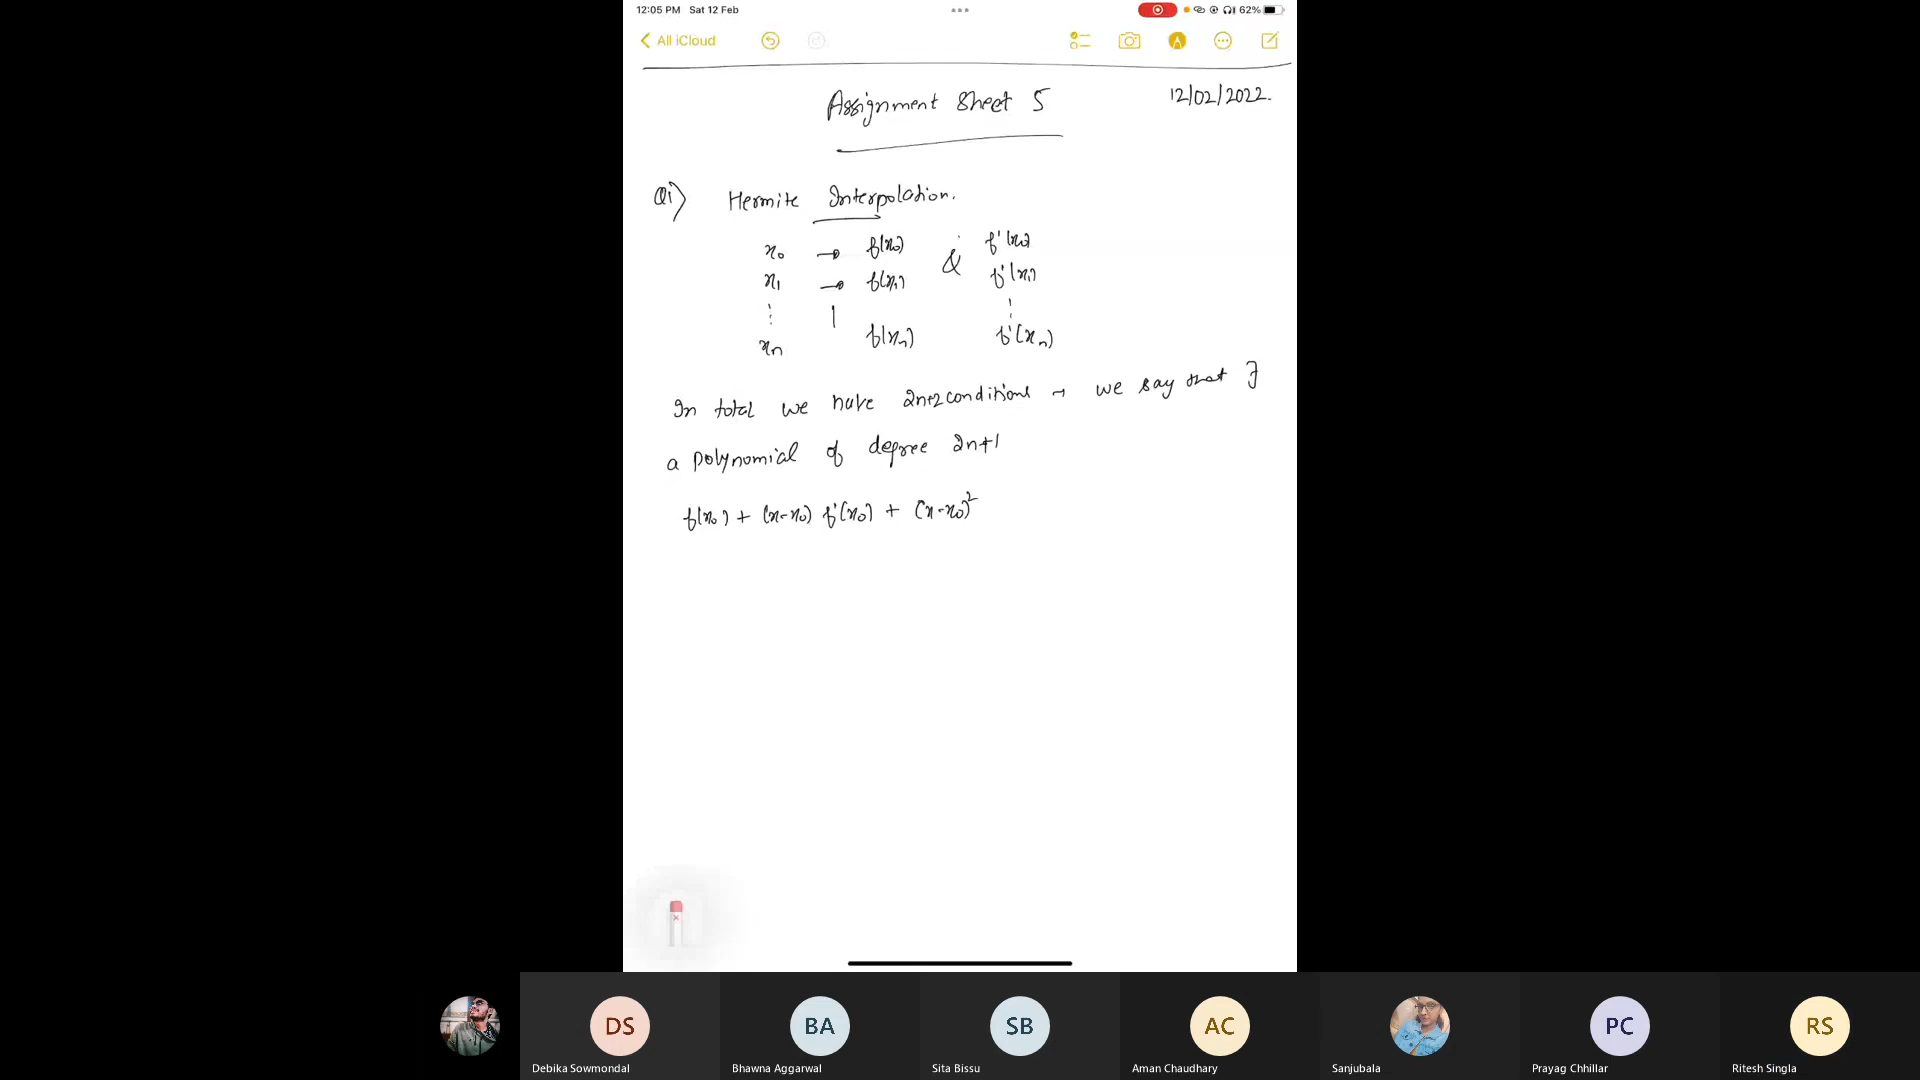 12:05 PM Sat 12 Feb
62%
All iCloud
Assignment Sheet 5
12/02/2022.
Q1) Hermite Interpolation.
x₀ → f(x₀) & f'(x₀)
x₁ → f(x₁) f'(x₁)
⋮ | ⋮
xₙ f(xₙ) f'(xₙ)
In total we have 2n+2 conditions → we say that ∃
a polynomial of degree 2n+1
f(x₀) + (x-x₀) f'(x₀) + (x-x₀)²
DS BA SB AC PC RS
Debika Sowmondal Bhawna Aggarwal Sita Bissu Aman Chaudhary Sanjubala Prayag Chhillar Ritesh Singla